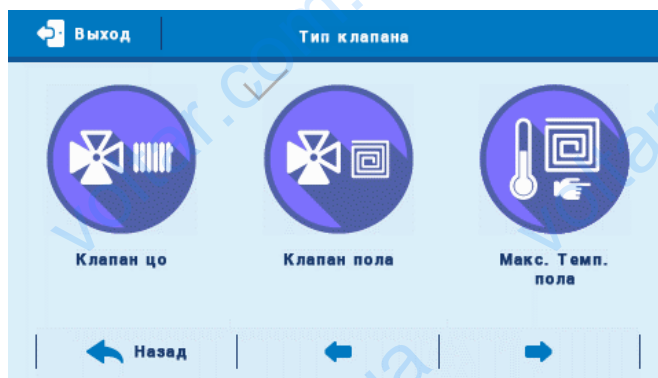 Выход
Тип клапана
Клапан цо
Клапан пола
Макс. Темп.
пола
Назад